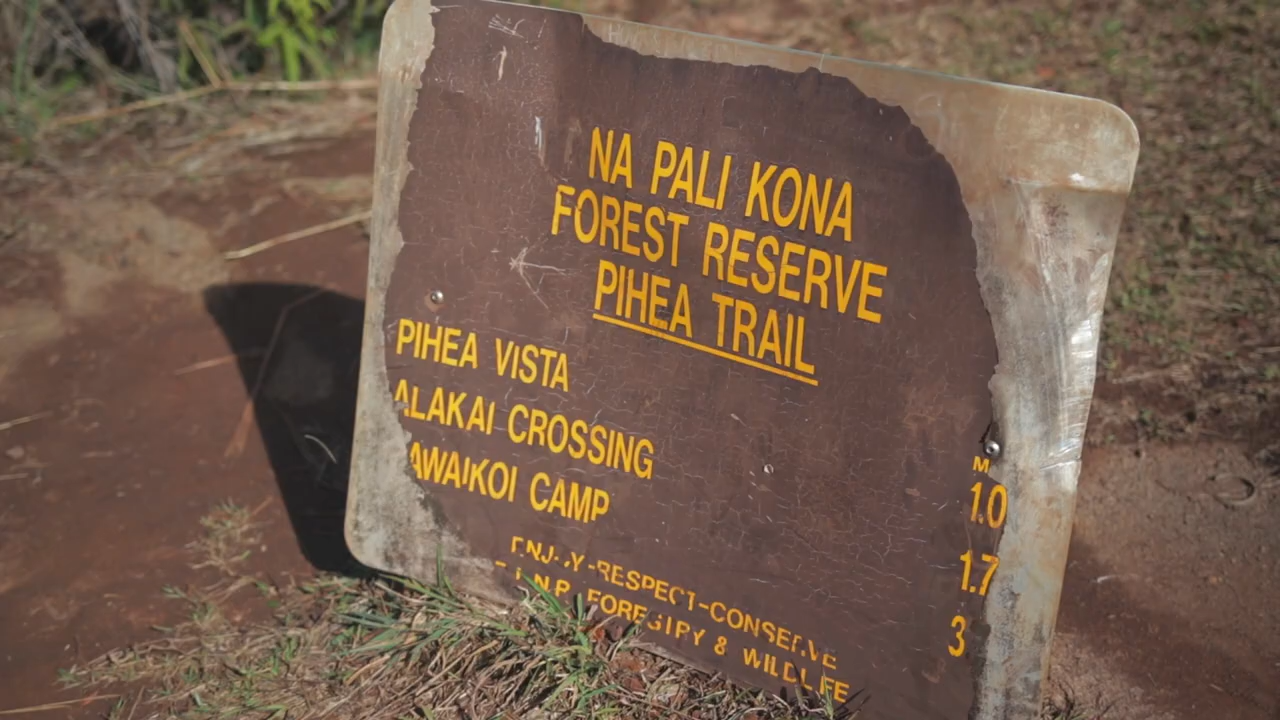 NA PALI KONA
FOREST RESERVE
PIHEA TRAIL
M
PIHEA VISTA 1.0
ALAKAI CROSSING 1.7
AWAIKOI CAMP 3
ENJOY-RESPECT-CONSERVE
FORESTRY & WILDLIFE